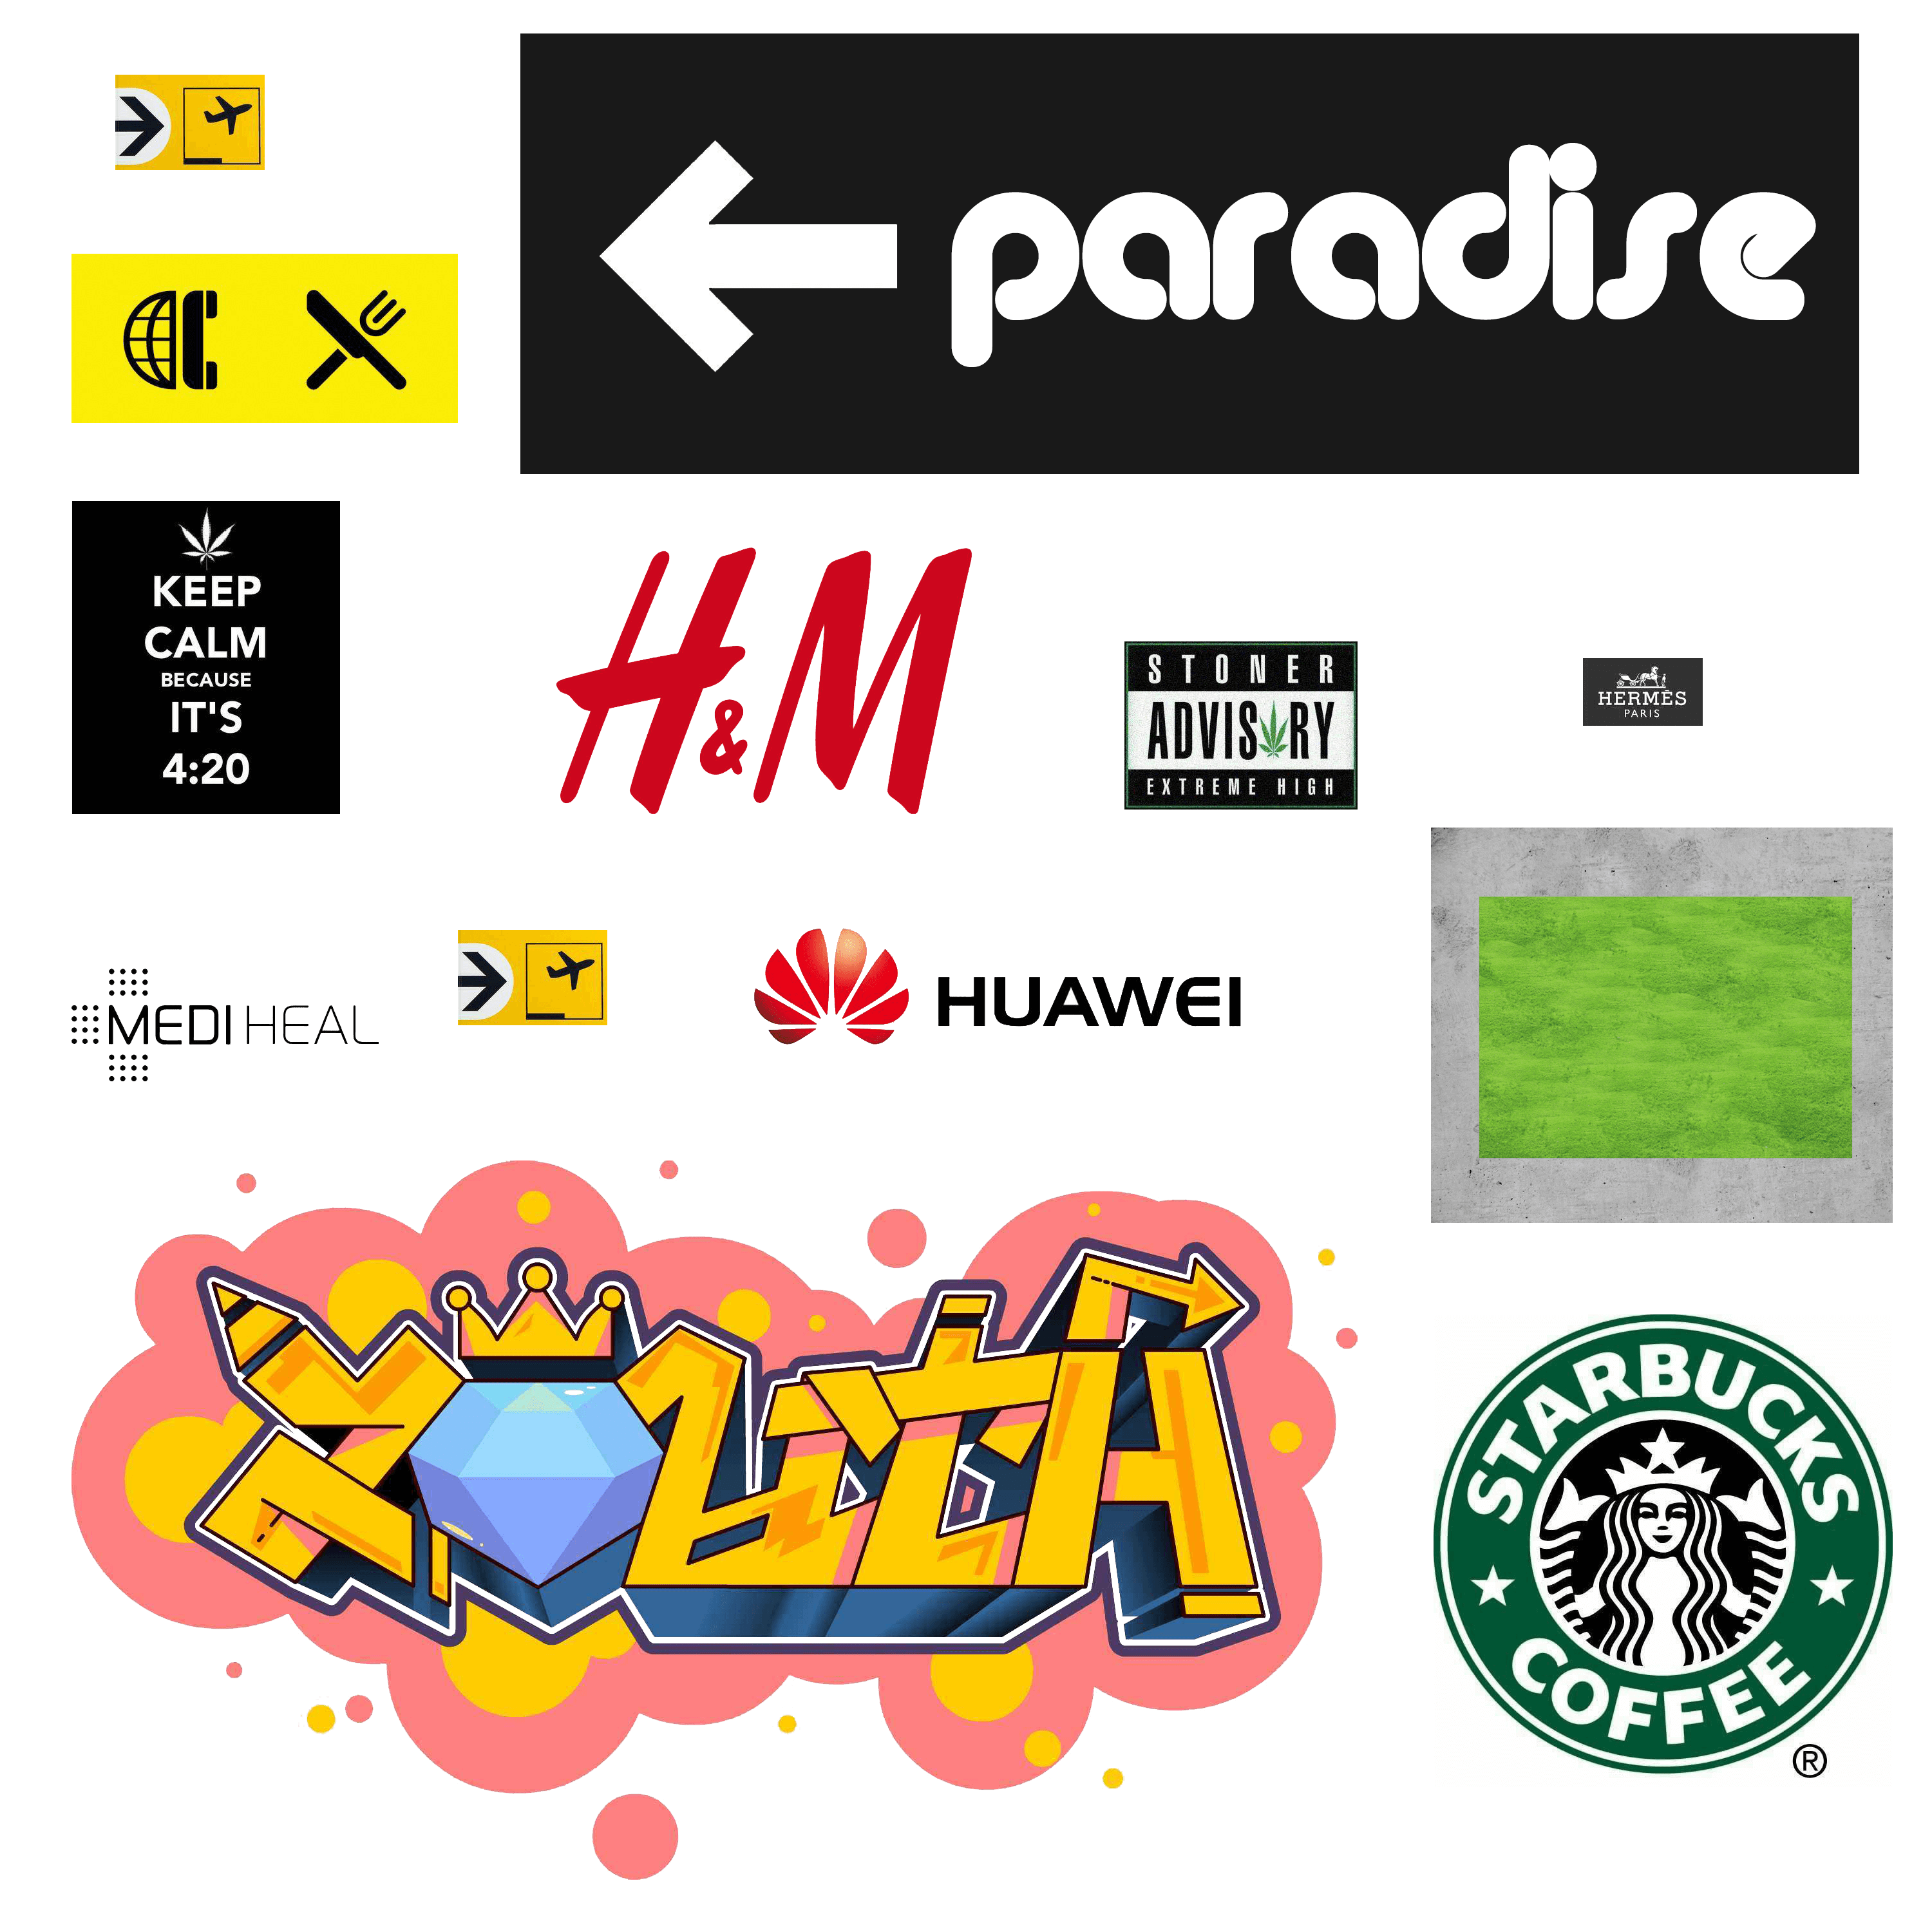 paradise
KEEP
CALM
BECAUSE
IT'S
4:20
H&M
STONER
ADVISORY
EXTREME HIGH
HERMÈS
PARIS
MEDIHEAL
HUAWEI
STARBUCKS
COFFEE
®